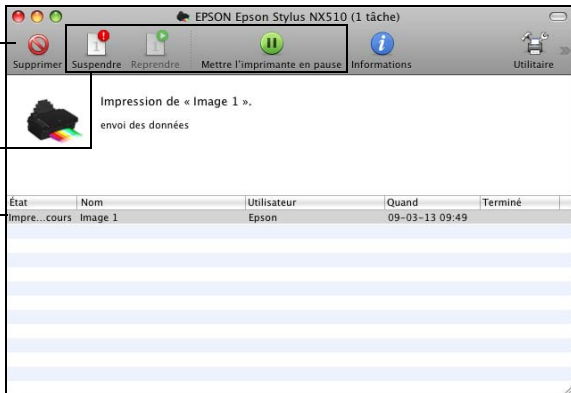 EPSON Epson Stylus NX510 (1 tâche)
Supprimer Suspendre Reprendre Mettre l'imprimante en pause Informations Utilitaire
Impression de « Image 1 ».
envoi des données
État Nom Utilisateur Quand Terminé
Impre...cours Image 1 Epson 09-03-13 09:49